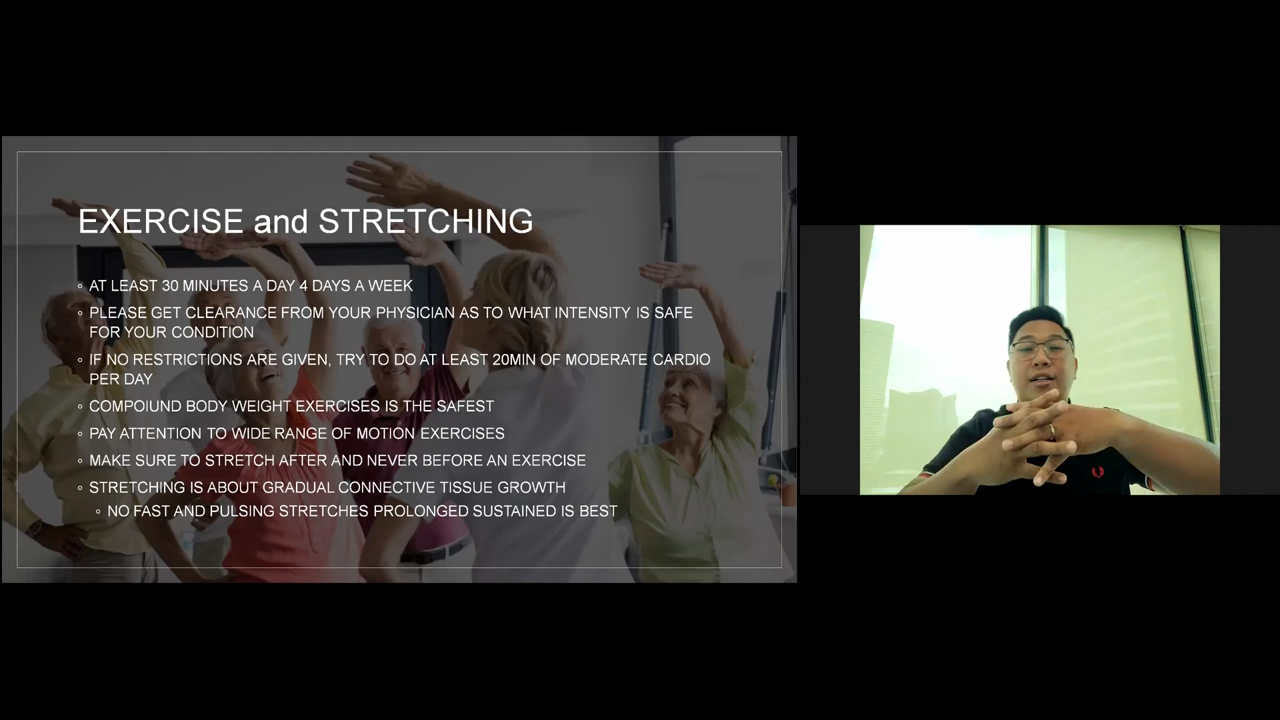 EXERCISE and STRETCHING
◦ AT LEAST 30 MINUTES A DAY 4 DAYS A WEEK
◦ PLEASE GET CLEARANCE FROM YOUR PHYSICIAN AS TO WHAT INTENSITY IS SAFE
FOR YOUR CONDITION
◦ IF NO RESTRICTIONS ARE GIVEN, TRY TO DO AT LEAST 20MIN OF MODERATE CARDIO
PER DAY
◦ COMPOIUND BODY WEIGHT EXERCISES IS THE SAFEST
◦ PAY ATTENTION TO WIDE RANGE OF MOTION EXERCISES
◦ MAKE SURE TO STRETCH AFTER AND NEVER BEFORE AN EXERCISE
◦ STRETCHING IS ABOUT GRADUAL CONNECTIVE TISSUE GROWTH
◦ NO FAST AND PULSING STRETCHES PROLONGED SUSTAINED IS BEST